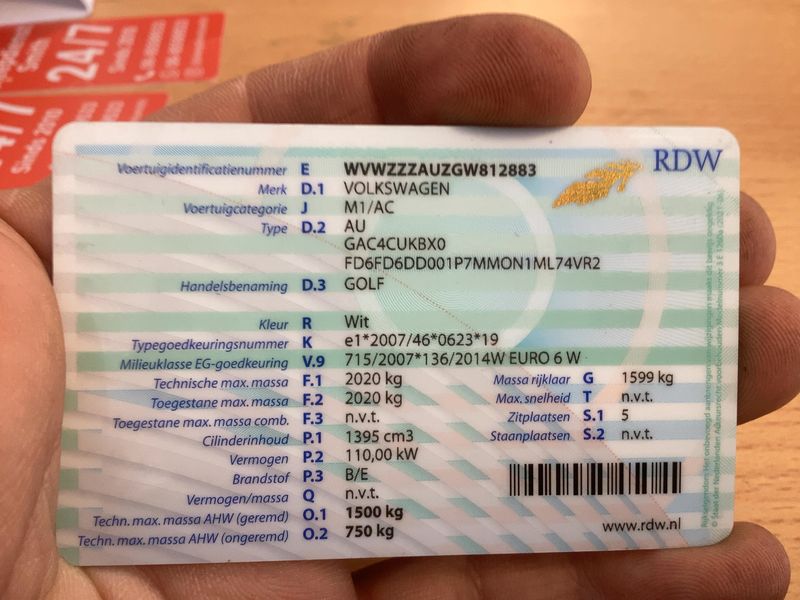 24/7
Sinds 2013
Sinds 2013
RDW
Voertuigidentificatienummer E WVWZZZAUZGW812883
Merk D.1 VOLKSWAGEN
Voertuigcategorie J M1/AC
Type D.2 AU
GAC4CUKBX0
FD6FD6DD001P7MMON1ML74VR2
Handelsbenaming D.3 GOLF
Kleur R Wit
Typegoedkeuringsnummer K e1*2007/46*0623*19
Milieuklasse EG-goedkeuring V.9 715/2007*136/2014W EURO 6 W
Technische max. massa F.1 2020 kg Massa rijklaar G 1599 kg
Toegestane max. massa F.2 2020 kg Max. snelheid T n.v.t.
Toegestane max. massa comb. F.3 n.v.t. Zitplaatsen S.1 5
Cilinderinhoud P.1 1395 cm3 Staanplaatsen S.2 n.v.t.
Vermogen P.2 110,00 kW
Brandstof P.3 B/E
Vermogen/massa Q n.v.t.
Techn. max. massa AHW (geremd) O.1 1500 kg
Techn. max. massa AHW (ongeremd) O.2 750 kg
www.rdw.nl